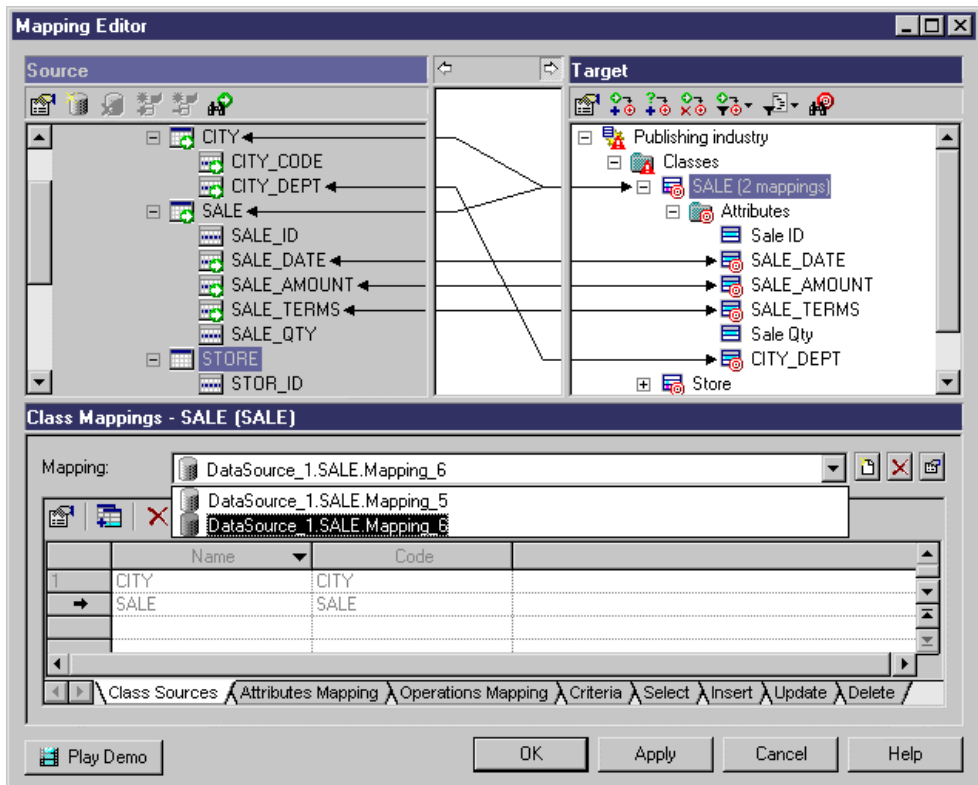 Mapping Editor
Source
Target
CITY
CITY_CODE
CITY_DEPT
SALE
SALE_ID
SALE_DATE
SALE_AMOUNT
SALE_TERMS
SALE_QTY
STORE
STOR_ID
Publishing industry
Classes
SALE (2 mappings)
Attributes
Sale ID
SALE_DATE
SALE_AMOUNT
SALE_TERMS
Sale Qty
CITY_DEPT
Store
Class Mappings - SALE (SALE)
Mapping: DataSource_1.SALE.Mapping_6
DataSource_1.SALE.Mapping_5
DataSource_1.SALE.Mapping_6
Name Code
1 CITY CITY
SALE SALE
Class Sources Attributes Mapping Operations Mapping Criteria Select Insert Update Delete
Play Demo OK Apply Cancel Help